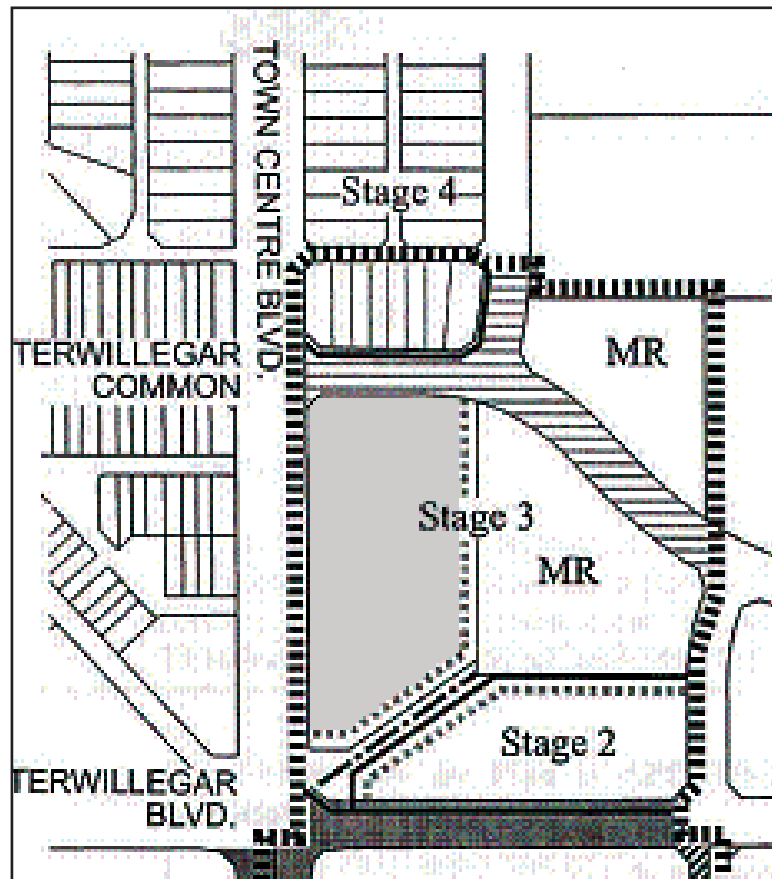 TOWN CENTRE BLVD.
Stage 4
TERWILLEGAR
COMMON
MR
Stage 3
MR
Stage 2
TERWILLEGAR
BLVD.